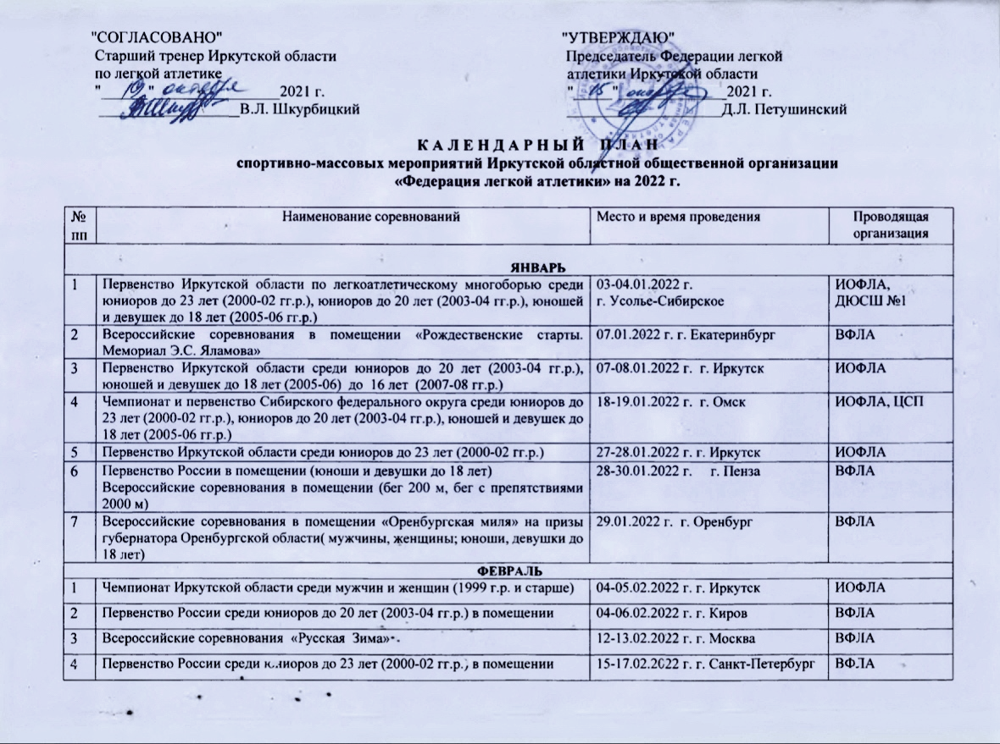 "СОГЛАСОВАНО"
Старший тренер Иркутской области
по легкой атлетике
" 19 " октября 2021 г.
В.Л. Шкурбицкий
"УТВЕРЖДАЮ"
Председатель Федерации легкой
атлетики Иркутской области
" 15 " октября 2021 г.
Д.Л. Петушинский
К А Л Е Н Д А Р Н Ы Й П Л А Н
спортивно-массовых мероприятий Иркутской областной общественной организации
«Федерация легкой атлетики» на 2022 г.
№ Наименование соревнований Место и время проведения Проводящая
пп организация
ЯНВАРЬ
1 Первенство Иркутской области по легкоатлетическому многоборью среди 03-04.01.2022 г. ИОФЛА,
юниоров до 23 лет (2000-02 гг.р.), юниоров до 20 лет (2003-04 гг.р.), юношей г. Усолье-Сибирское ДЮСШ №1
и девушек до 18 лет (2005-06 гг.р.)
2 Всероссийские соревнования в помещении «Рождественские старты. 07.01.2022 г. г. Екатеринбург ВФЛА
Мемориал Э.С. Яламова»
3 Первенство Иркутской области среди юниоров до 20 лет (2003-04 гг.р.), 07-08.01.2022 г. г. Иркутск ИОФЛА
юношей и девушек до 18 лет (2005-06) до 16 лет (2007-08 гг.р.)
4 Чемпионат и первенство Сибирского федерального округа среди юниоров до 18-19.01.2022 г. г. Омск ИОФЛА, ЦСП
23 лет (2000-02 гг.р.), юниоров до 20 лет (2003-04 гг.р.), юношей и девушек до
18 лет (2005-06 гг.р.)
5 Первенство Иркутской области среди юниоров до 23 лет (2000-02 гг.р.) 27-28.01.2022 г. г. Иркутск ИОФЛА
6 Первенство России в помещении (юноши и девушки до 18 лет) 28-30.01.2022 г. г. Пенза ВФЛА
Всероссийские соревнования в помещении (бег 200 м, бег с препятствиями
2000 м)
7 Всероссийские соревнования в помещении «Оренбургская миля» на призы 29.01.2022 г. г. Оренбург ВФЛА
губернатора Оренбургской области( мужчины, женщины; юноши, девушки до
18 лет)
ФЕВРАЛЬ
1 Чемпионат Иркутской области среди мужчин и женщин (1999 г.р. и старше) 04-05.02.2022 г. г. Иркутск ИОФЛА
2 Первенство России среди юниоров до 20 лет (2003-04 гг.р.) в помещении 04-06.02.2022 г. г. Киров ВФЛА
3 Всероссийские соревнования «Русская Зима» 12-13.02.2022 г. г. Москва ВФЛА
4 Первенство России среди юниоров до 23 лет (2000-02 гг.р.) в помещении 15-17.02.2022 г. г. Санкт-Петербург ВФЛА